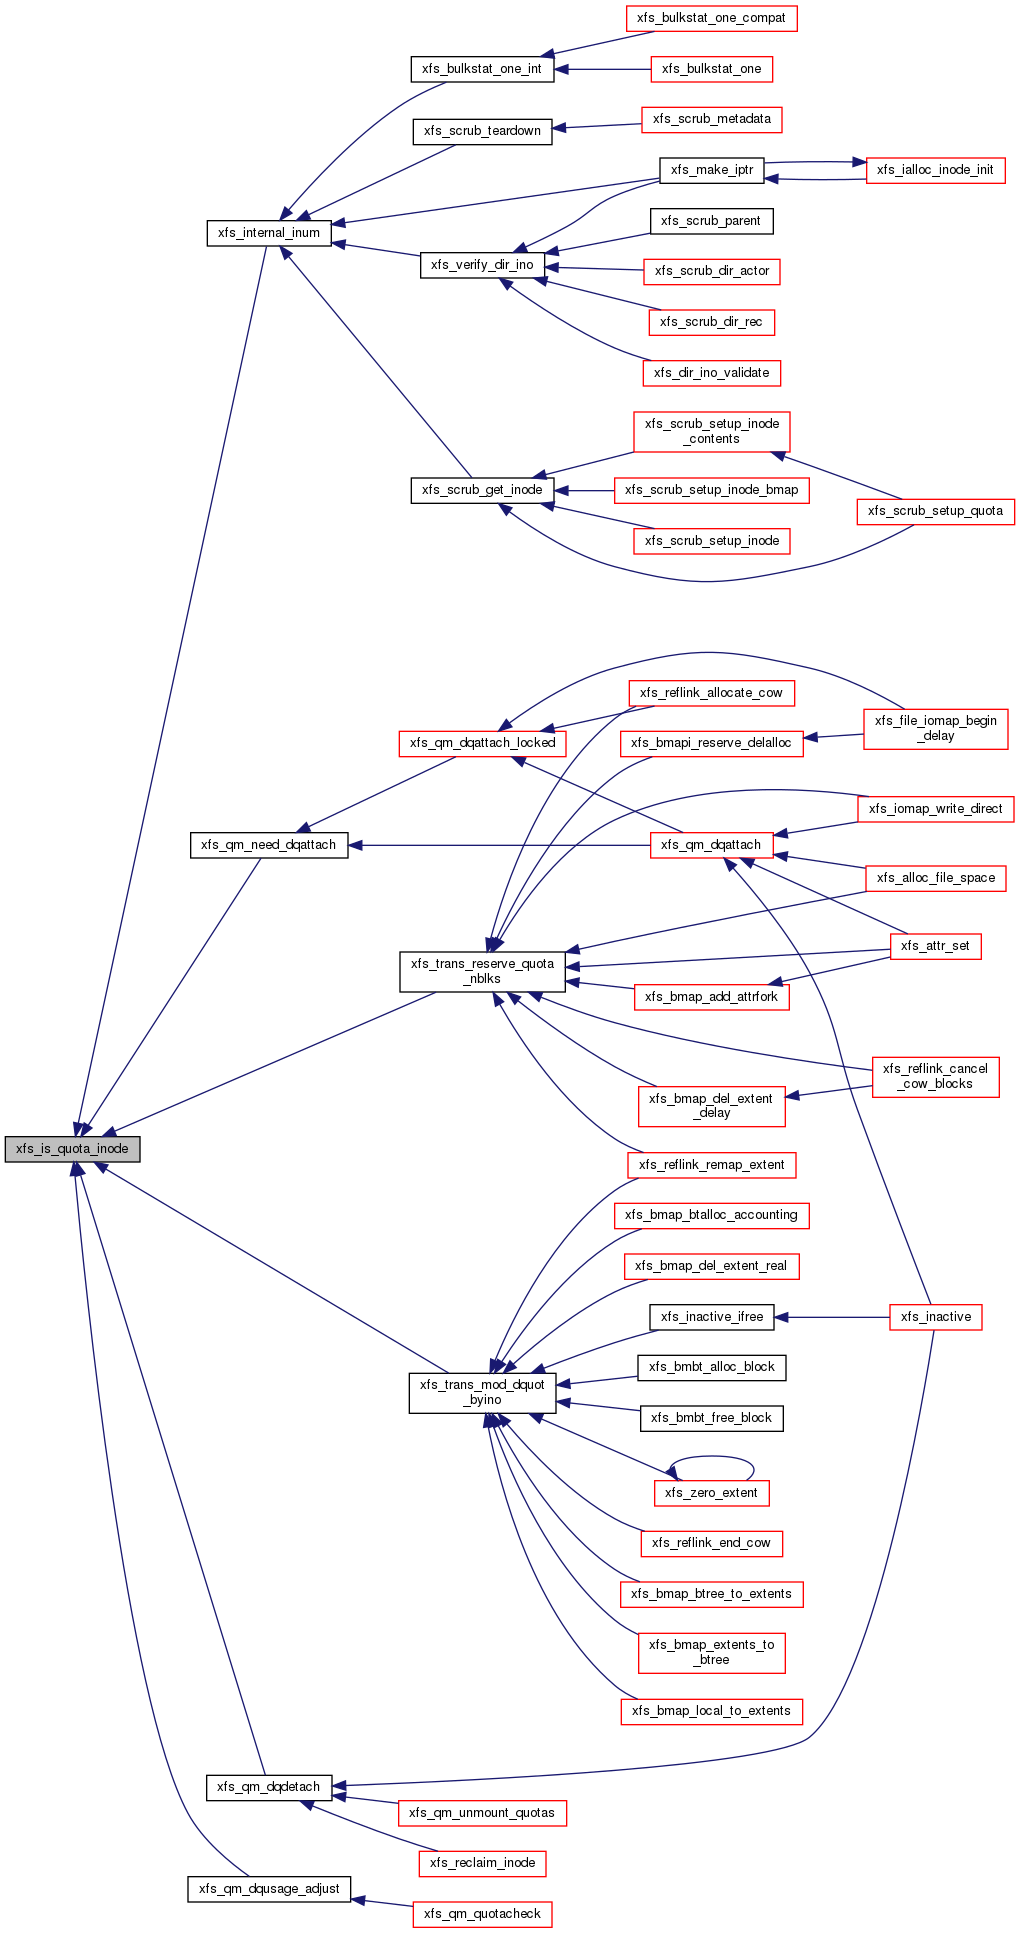 xfs_bulkstat_one_compat
xfs_bulkstat_one_int
xfs_bulkstat_one
xfs_scrub_metadata
xfs_scrub_teardown
xfs_make_iptr
xfs_ialloc_inode_init
xfs_scrub_parent
xfs_internal_inum
xfs_verify_dir_ino
xfs_scrub_dir_actor
xfs_scrub_dir_rec
xfs_dir_ino_validate
xfs_scrub_setup_inode
_contents
xfs_scrub_get_inode
xfs_scrub_setup_inode_bmap
xfs_scrub_setup_quota
xfs_scrub_setup_inode
xfs_reflink_allocate_cow
xfs_file_iomap_begin
_delay
xfs_qm_dqattach_locked
xfs_bmapi_reserve_delalloc
xfs_iomap_write_direct
xfs_qm_need_dqattach
xfs_qm_dqattach
xfs_alloc_file_space
xfs_attr_set
xfs_trans_reserve_quota
_nblks
xfs_bmap_add_attrfork
xfs_reflink_cancel
_cow_blocks
xfs_bmap_del_extent
_delay
xfs_is_quota_inode
xfs_reflink_remap_extent
xfs_bmap_btalloc_accounting
xfs_bmap_del_extent_real
xfs_inactive_ifree
xfs_inactive
xfs_bmbt_alloc_block
xfs_trans_mod_dquot
_byino
xfs_bmbt_free_block
xfs_zero_extent
xfs_reflink_end_cow
xfs_bmap_btree_to_extents
xfs_bmap_extents_to
_btree
xfs_bmap_local_to_extents
xfs_qm_dqdetach
xfs_qm_unmount_quotas
xfs_reclaim_inode
xfs_qm_dqusage_adjust
xfs_qm_quotacheck